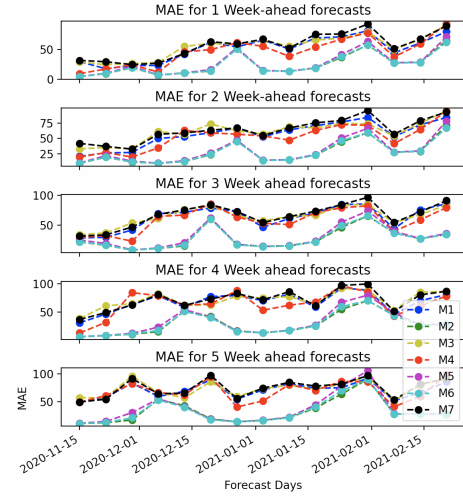 MAE for 1 Week-ahead forecasts
50
0
MAE for 2 Week-ahead forecasts
75
50
25
MAE for 3 Week ahead forecasts
100
50
MAE for 4 Week ahead forecasts
100
50
M1
M2
M3
M4
M5
M6
M7
MAE for 5 Week ahead forecasts
100
50
MAE
2020-11-15
2020-12-01
2020-12-15
2021-01-01
2021-01-15
2021-02-01
2021-02-15
Forecast Days